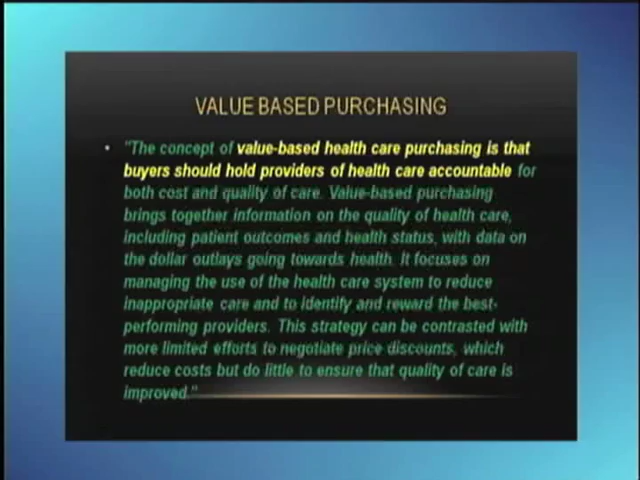 VALUE BASED PURCHASING
• "The concept of value-based health care purchasing is that
buyers should hold providers of health care accountable for
both cost and quality of care. Value-based purchasing
brings together information on the quality of health care,
including patient outcomes and health status, with data on
the dollar outlays going towards health. It focuses on
managing the use of the health care system to reduce
inappropriate care and to identify and reward the best-
performing providers. This strategy can be contrasted with
more limited efforts to negotiate price discounts, which
reduce costs but do little to ensure that quality of care is
improved."